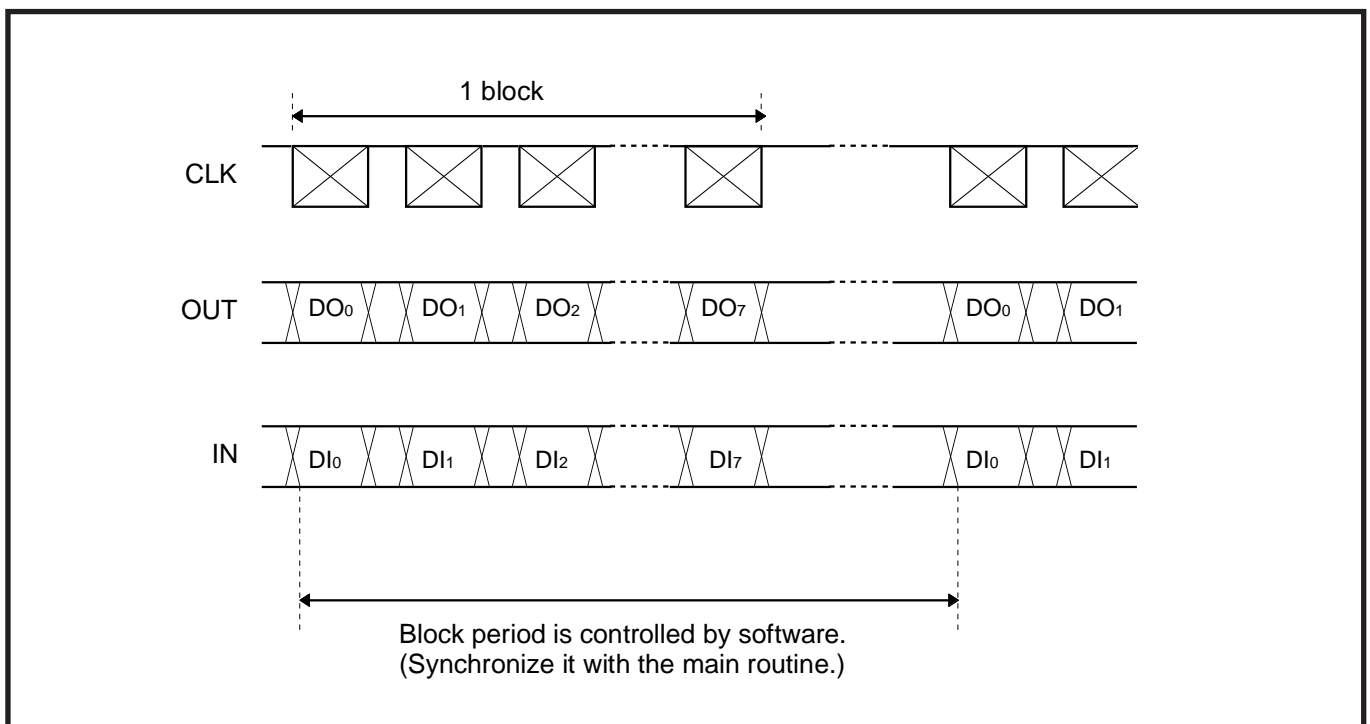 1 block
CLK
OUT DO0 DO1 DO2 DO7 DO0 DO1
IN DI0 DI1 DI2 DI7 DI0 DI1
Block period is controlled by software.
(Synchronize it with the main routine.)